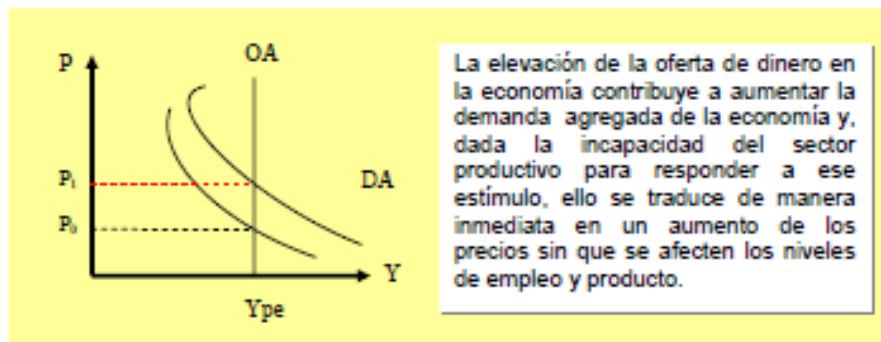 P
OA
P₁
DA
P₀
Y
Ype
La elevación de la oferta de dinero en
la economía contribuye a aumentar la
demanda agregada de la economía y,
dada la incapacidad del sector
productivo para responder a ese
estímulo, ello se traduce de manera
inmediata en un aumento de los
precios sin que se afecten los niveles
de empleo y producto.